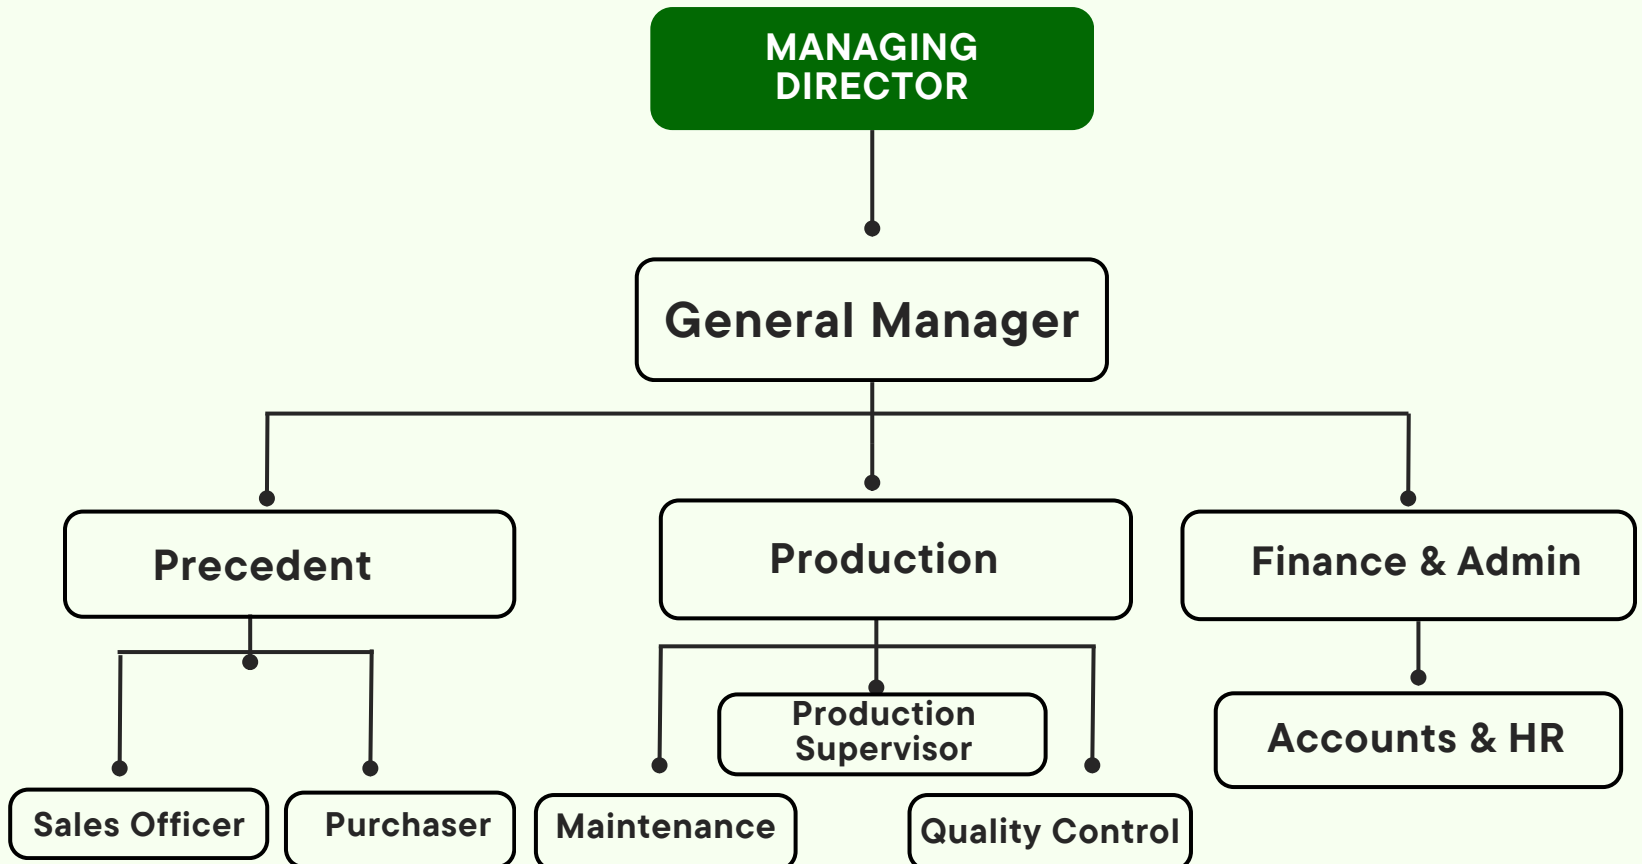 MANAGING
DIRECTOR
General Manager
Precedent
Production
Finance & Admin
Production
Supervisor
Accounts & HR
Sales Officer
Purchaser
Maintenance
Quality Control